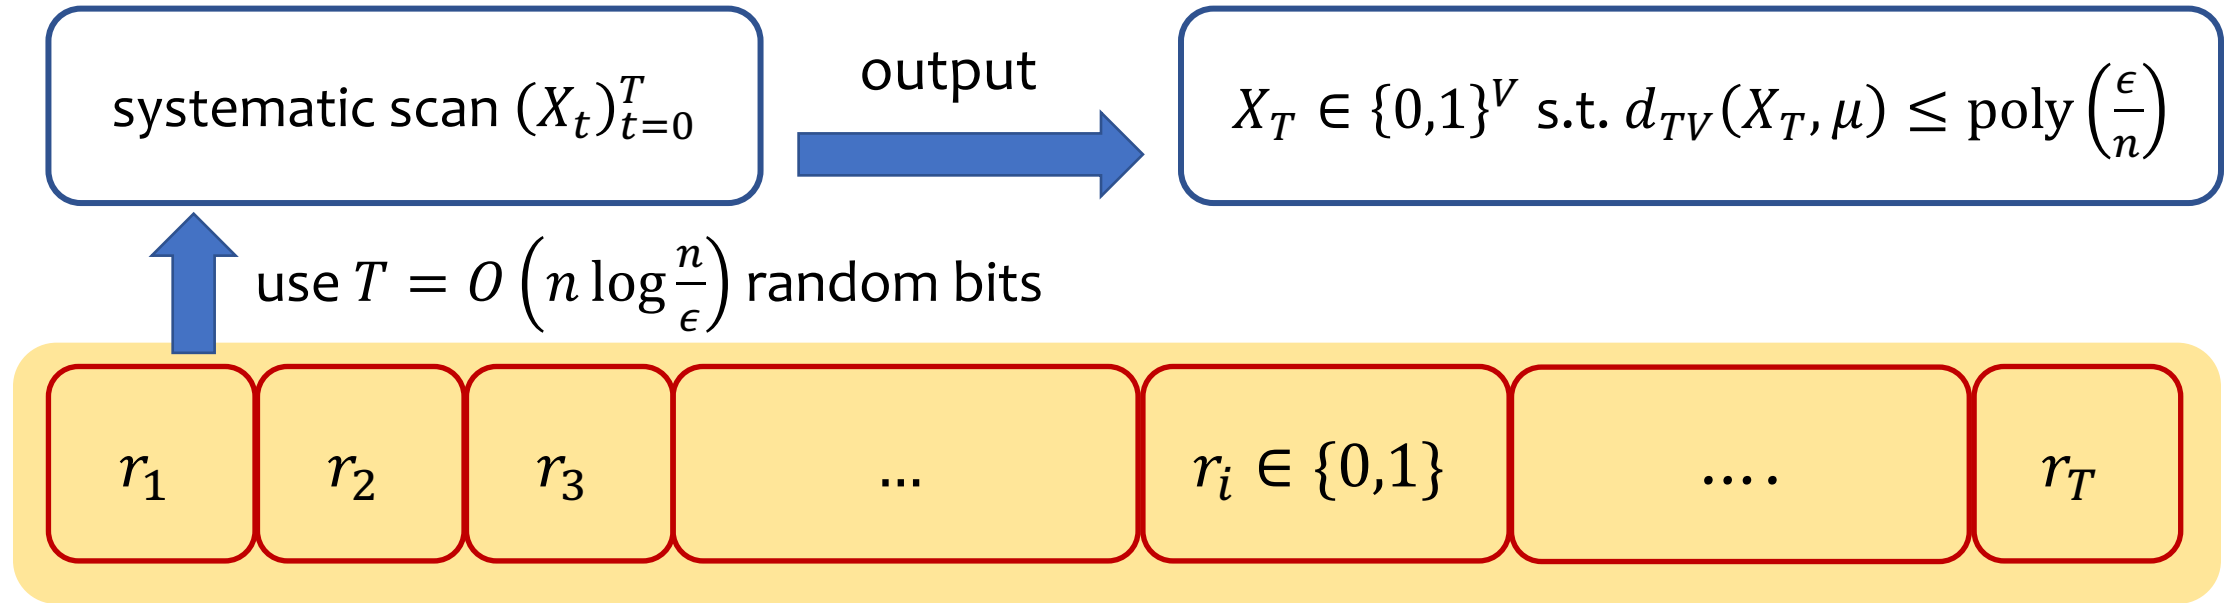 systematic scan $(X_t)_{t=0}^{T}$
output
$X_T \in \{0,1\}^V$ s.t. $d_{TV}(X_T, \mu) \leq \text{poly}\left(\frac{\epsilon}{n}\right)$
use $T = O\left(n \log \frac{n}{\epsilon}\right)$ random bits
$r_1$ $r_2$ $r_3$ ... $r_i \in \{0,1\}$ .... $r_T$